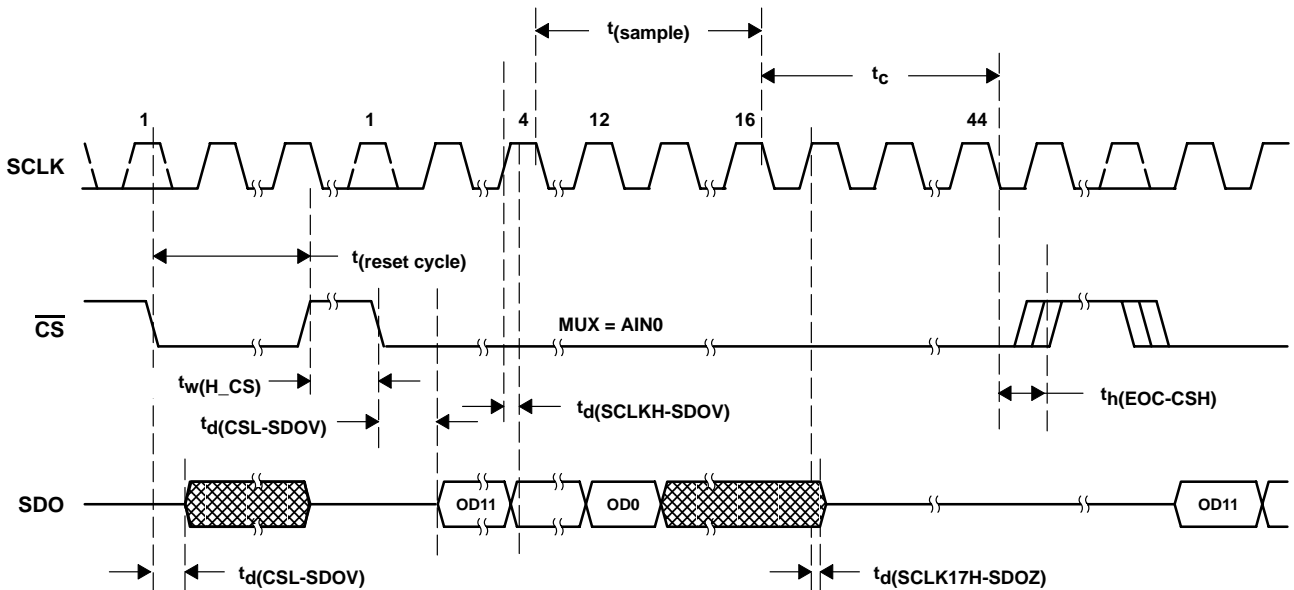 t(sample)
tc
1 1 4 12 16 44
SCLK
t(reset cycle)
CS
MUX = AIN0
tw(H_CS)
td(CSL-SDOV)
td(SCLKH-SDOV)
th(EOC-CSH)
SDO
OD11
OD0
OD11
td(CSL-SDOV)
td(SCLK17H-SDOZ)